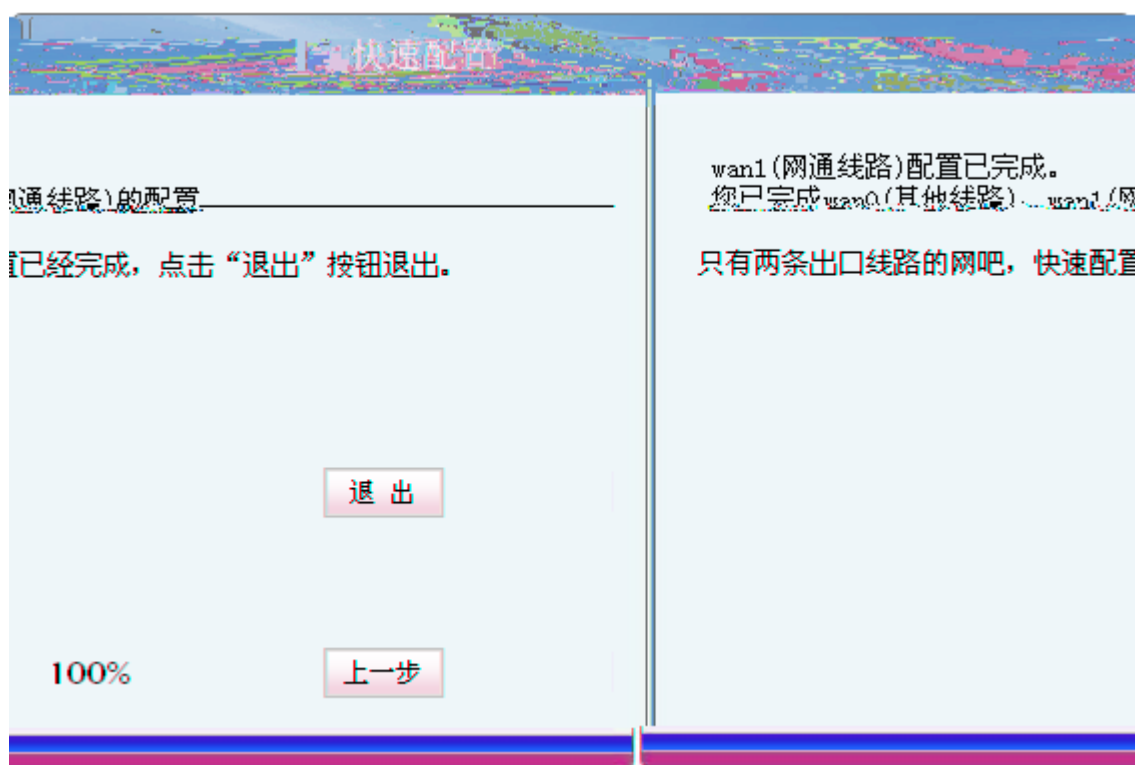 快速配置
wan1(网通线路)配置已完成。
您已完成wan0(其他线路)、wan1(网
通线路)的配置
只有两条出口线路的网吧，快速配置
置已经完成，点击“退出”按钮退出。
退 出
100%
上一步